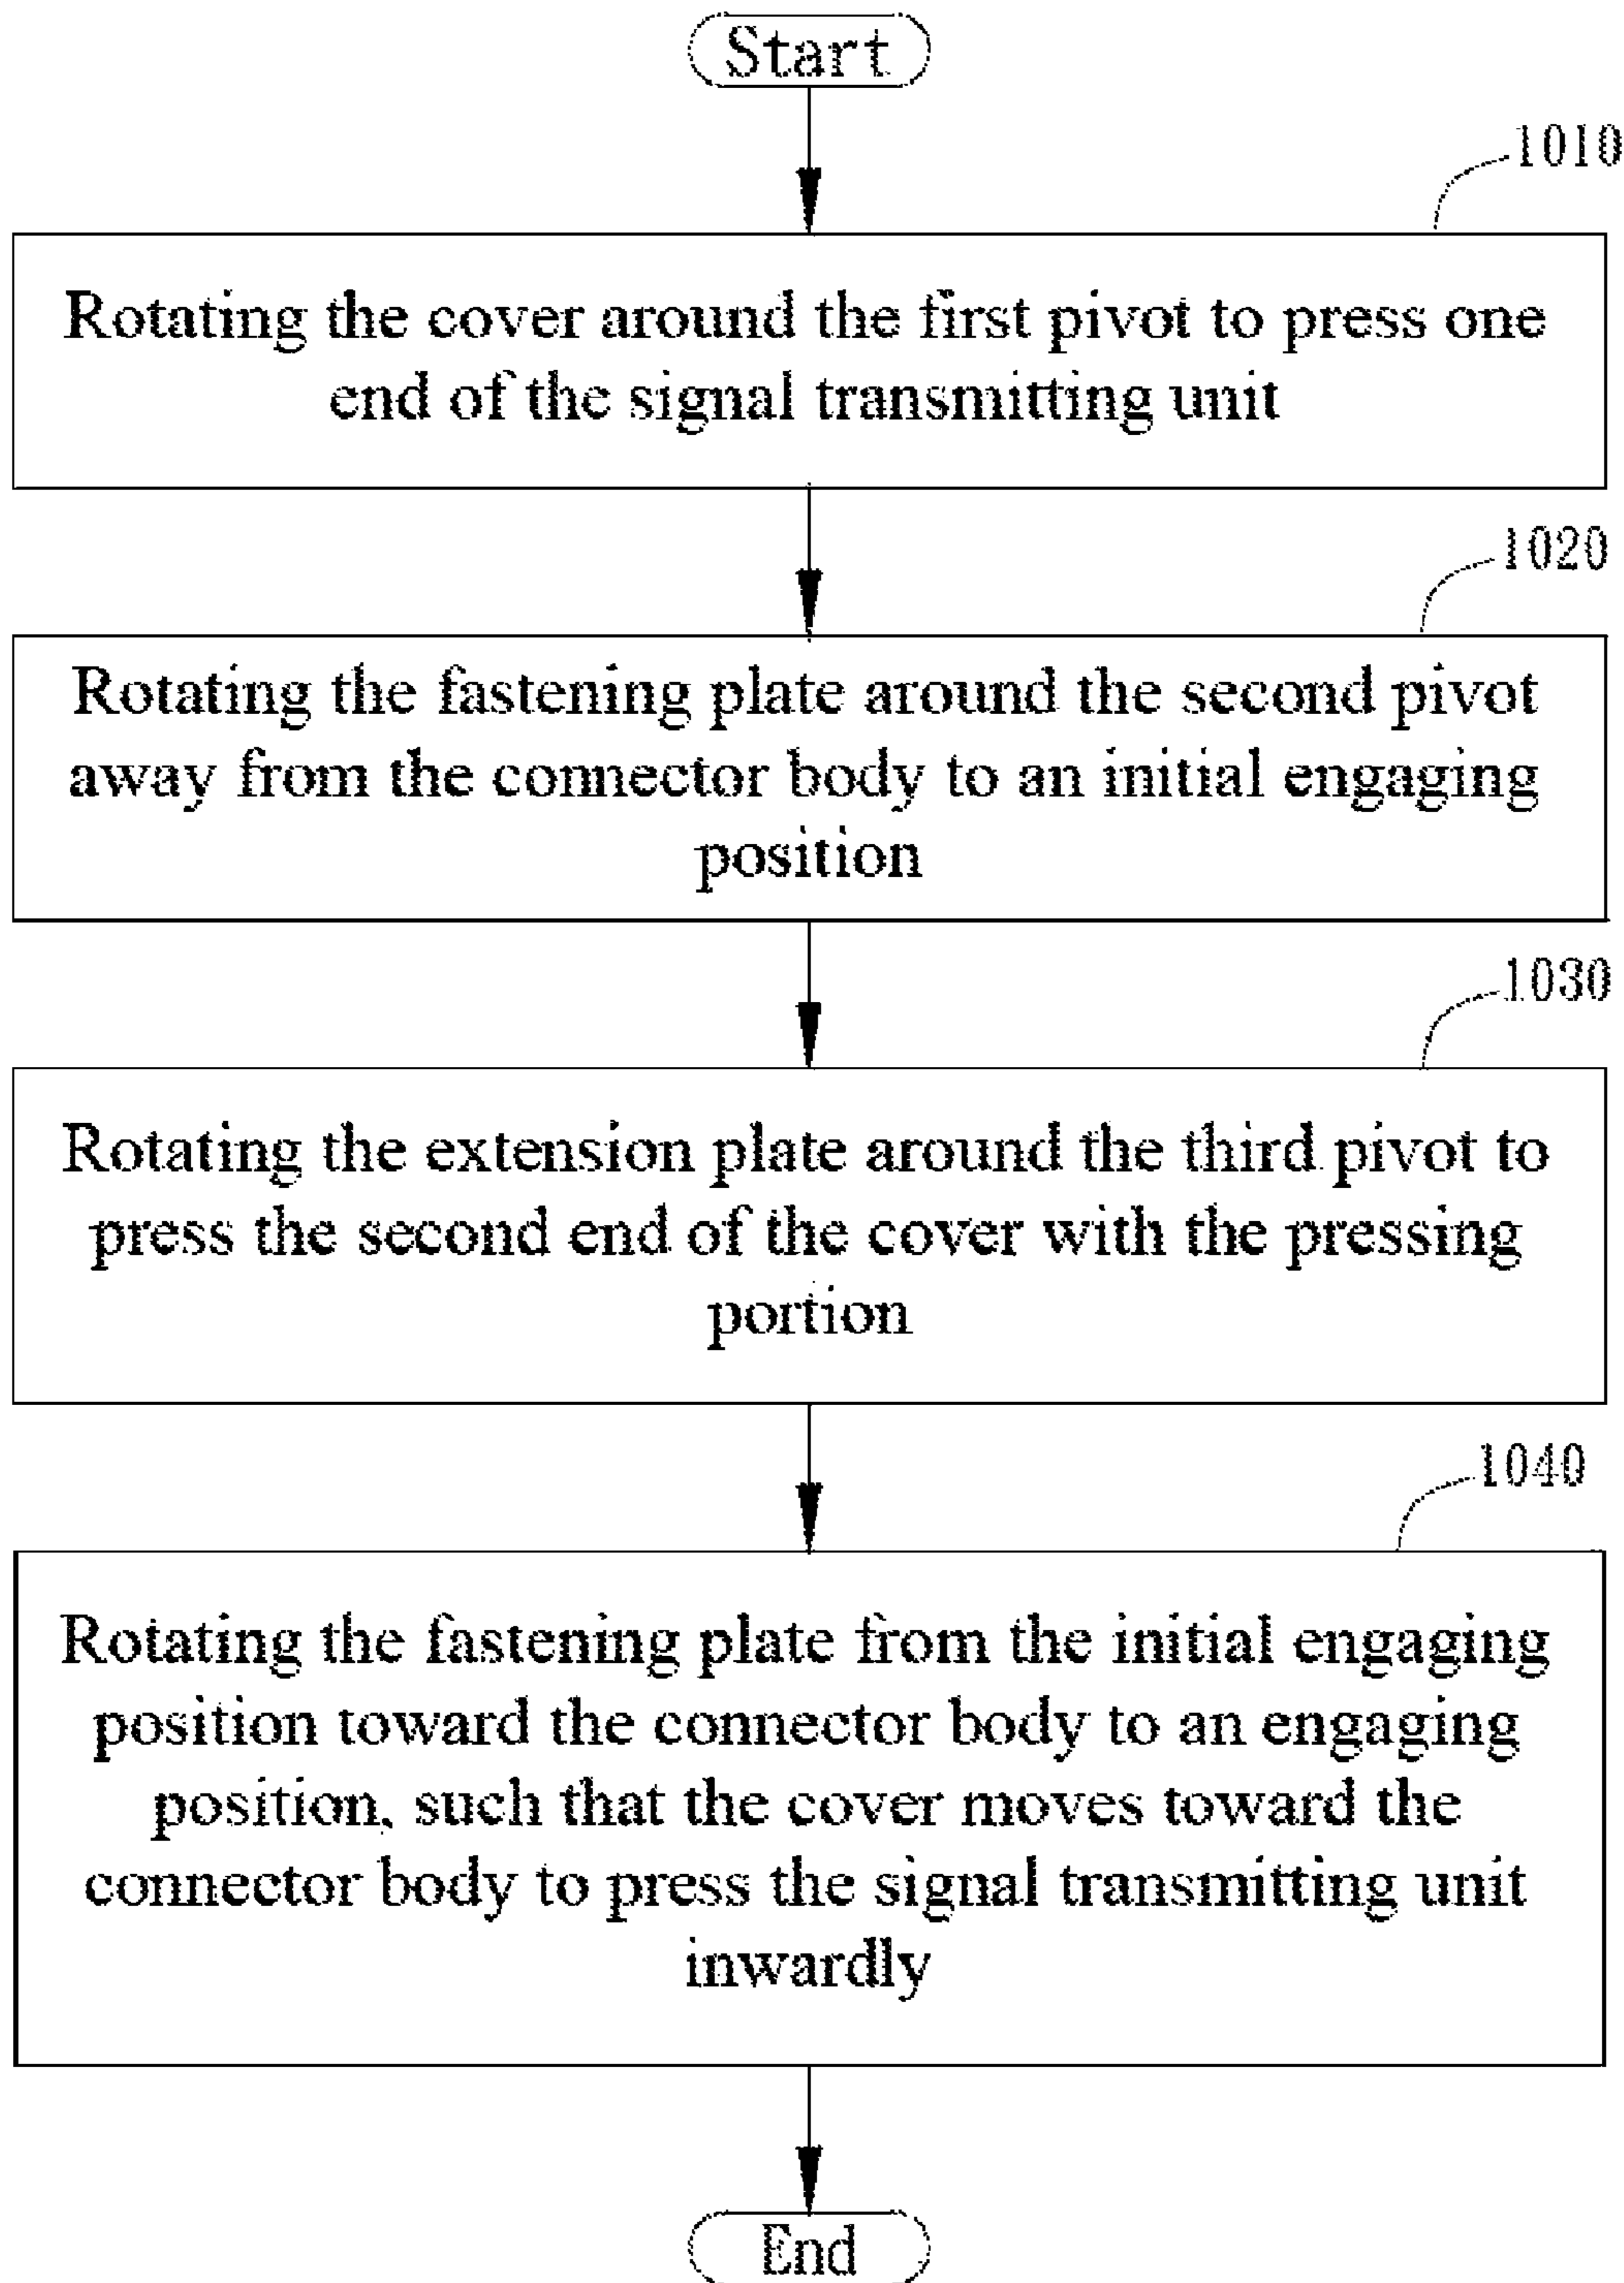 Start
1010
Rotating the cover around the first pivot to press one
end of the signal transmitting unit
1020
Rotating the fastening plate around the second pivot
away from the connector body to an initial engaging
position
1030
Rotating the extension plate around the third pivot to
press the second end of the cover with the pressing
portion
1040
Rotating the fastening plate from the initial engaging
position toward the connector body to an engaging
position, such that the cover moves toward the
connector body to press the signal transmitting unit
inwardly
End